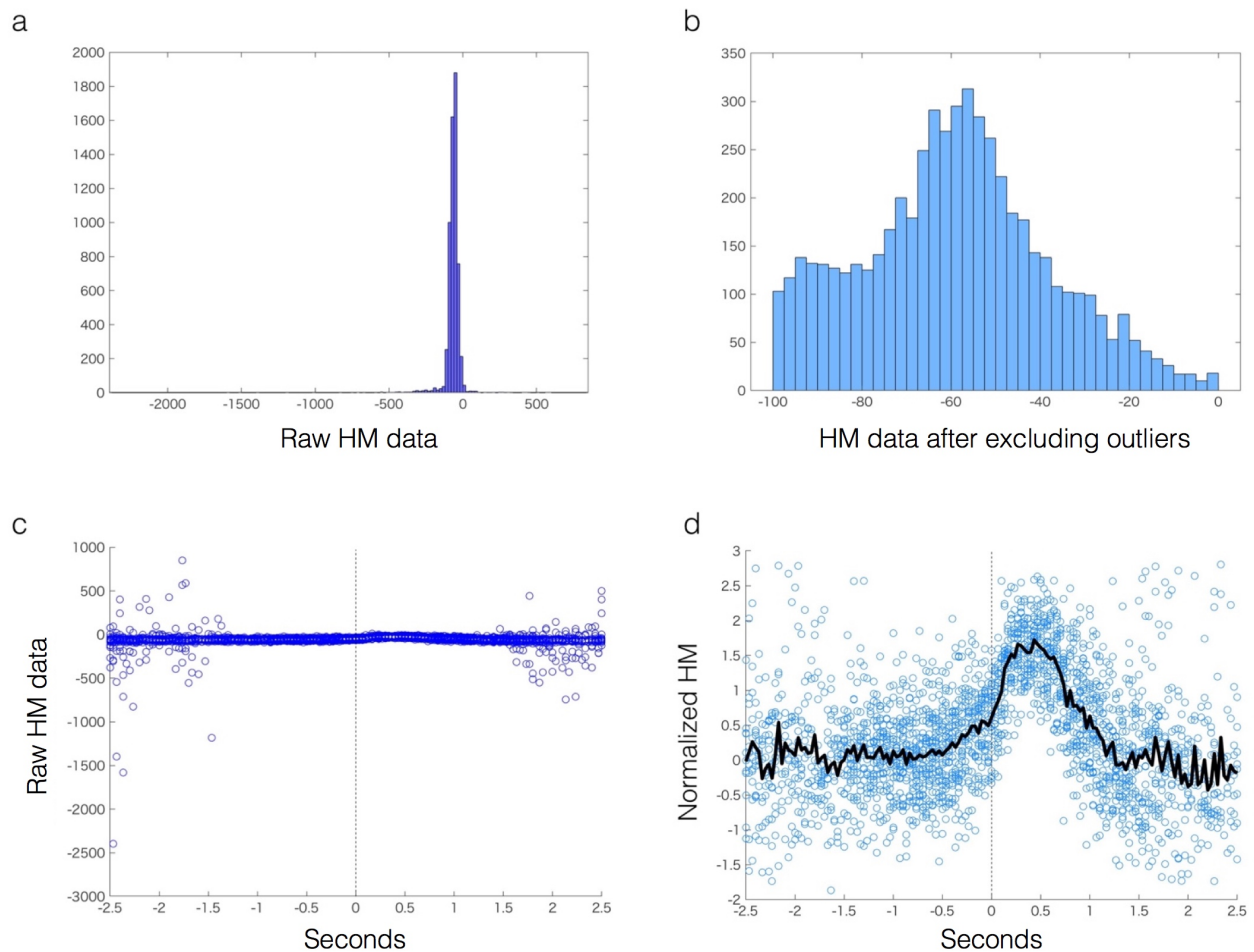 a
2000
1800
1600
1400
1200
1000
800
600
400
200
0
-2000 -1500 -1000 -500 0 500
Raw HM data
b
350
300
250
200
150
100
50
0
-100 -80 -60 -40 -20 0
HM data after excluding outliers
c
1000
500
0
-500
-1000
-1500
-2000
-2500
-3000
Raw HM data
-2.5 -2 -1.5 -1 -0.5 0 0.5 1 1.5 2 2.5
Seconds
d
3
2.5
2
1.5
1
0.5
0
-0.5
-1
-1.5
-2
Normalized HM
-2.5 -2 -1.5 -1 -0.5 0 0.5 1 1.5 2 2.5
Seconds